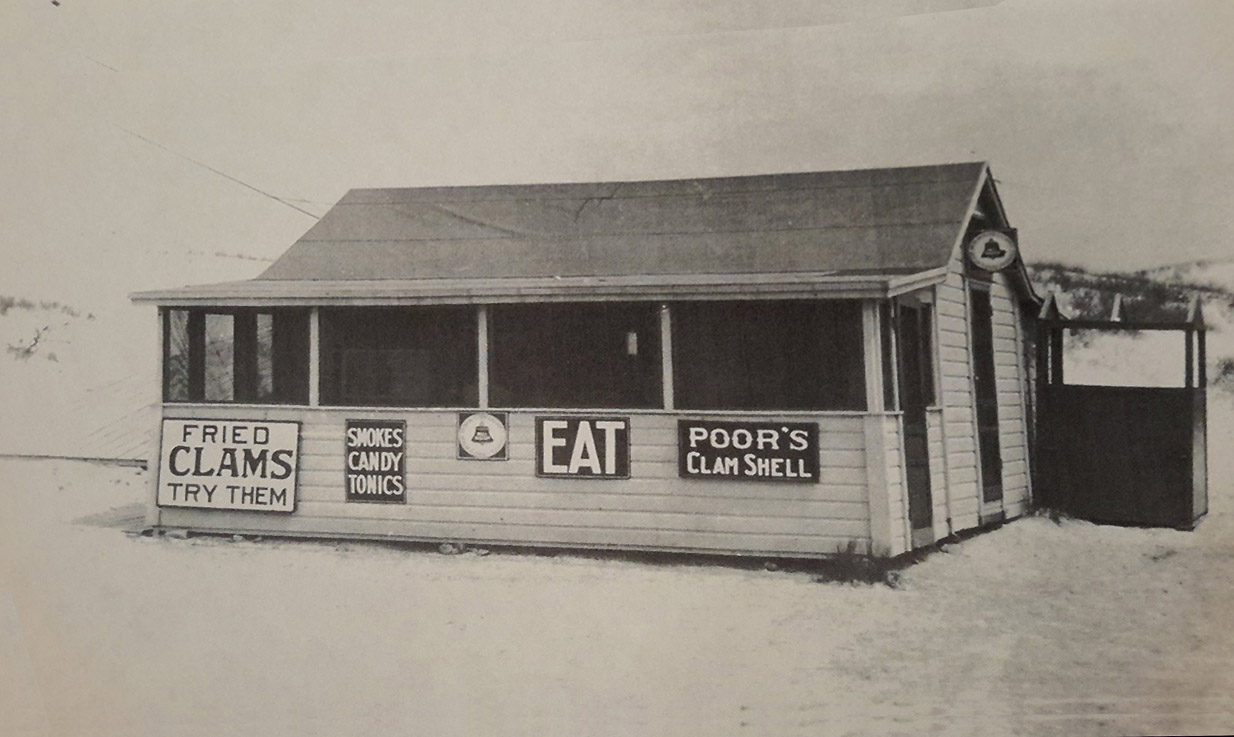 FRIED
CLAMS
TRY THEM
SMOKES
CANDY
TONICS
EAT
POOR'S
CLAM SHELL